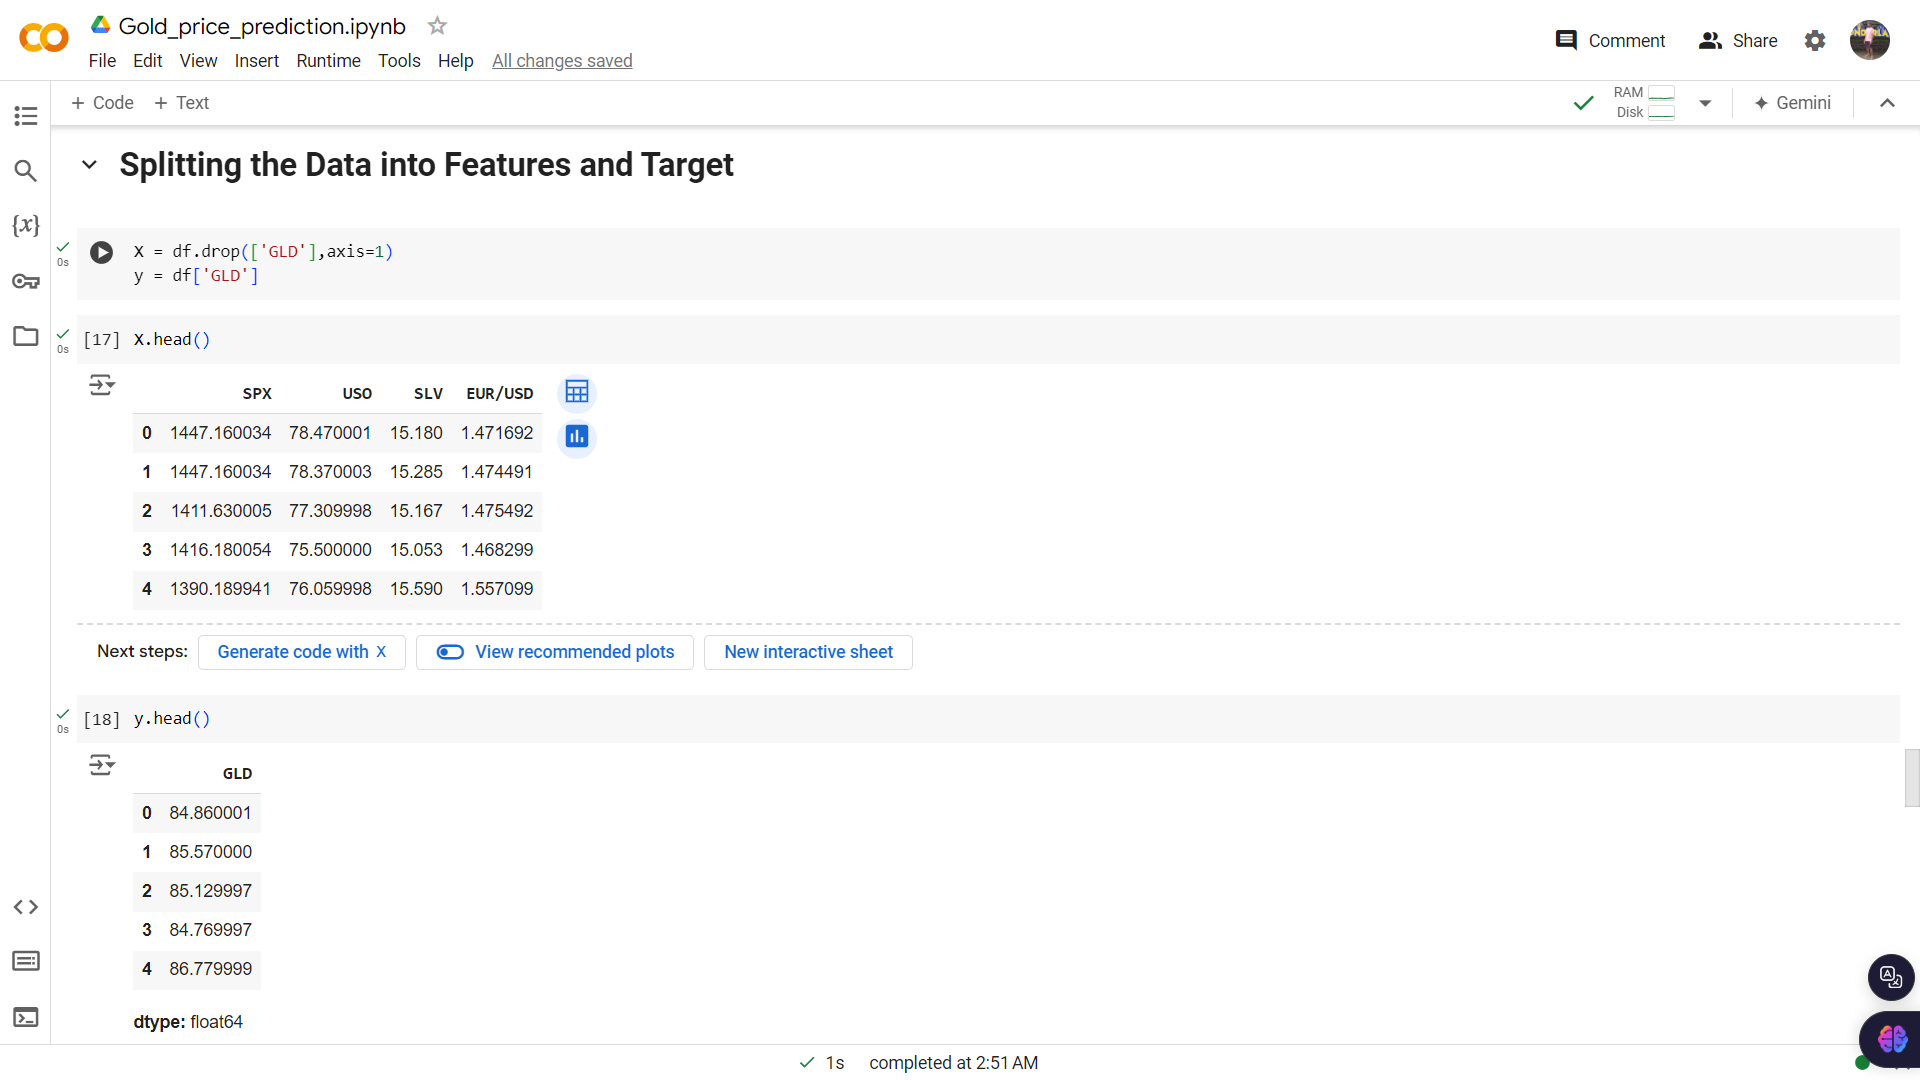 Gold_price_prediction.ipynb
File Edit View Insert Runtime Tools Help All changes saved
Comment Share
+ Code + Text
RAM
Disk
Gemini
Splitting the Data into Features and Target
{x}
0s
X = df.drop(['GLD'],axis=1)
y = df['GLD']
0s
[17] X.head()
SPX USO SLV EUR/USD
0 1447.160034 78.470001 15.180 1.471692
1 1447.160034 78.370003 15.285 1.474491
2 1411.630005 77.309998 15.167 1.475492
3 1416.180054 75.500000 15.053 1.468299
4 1390.189941 76.059998 15.590 1.557099
Next steps: Generate code with X View recommended plots New interactive sheet
0s
[18] y.head()
GLD
0 84.860001
1 85.570000
2 85.129997
3 84.769997
4 86.779999
dtype: float64
1s completed at 2:51 AM